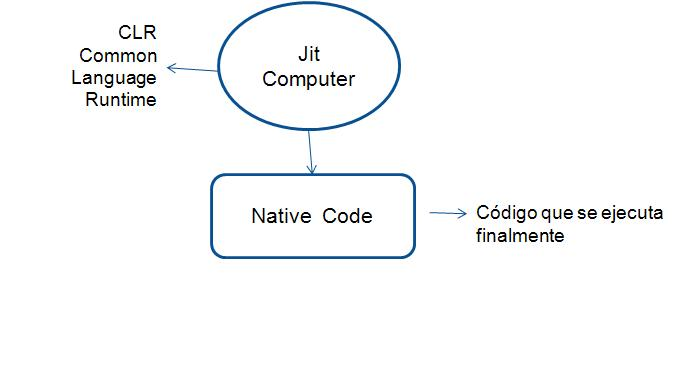 CLR
Common
Language
Runtime
Jit
Computer
Native Code
Código que se ejecuta
finalmente